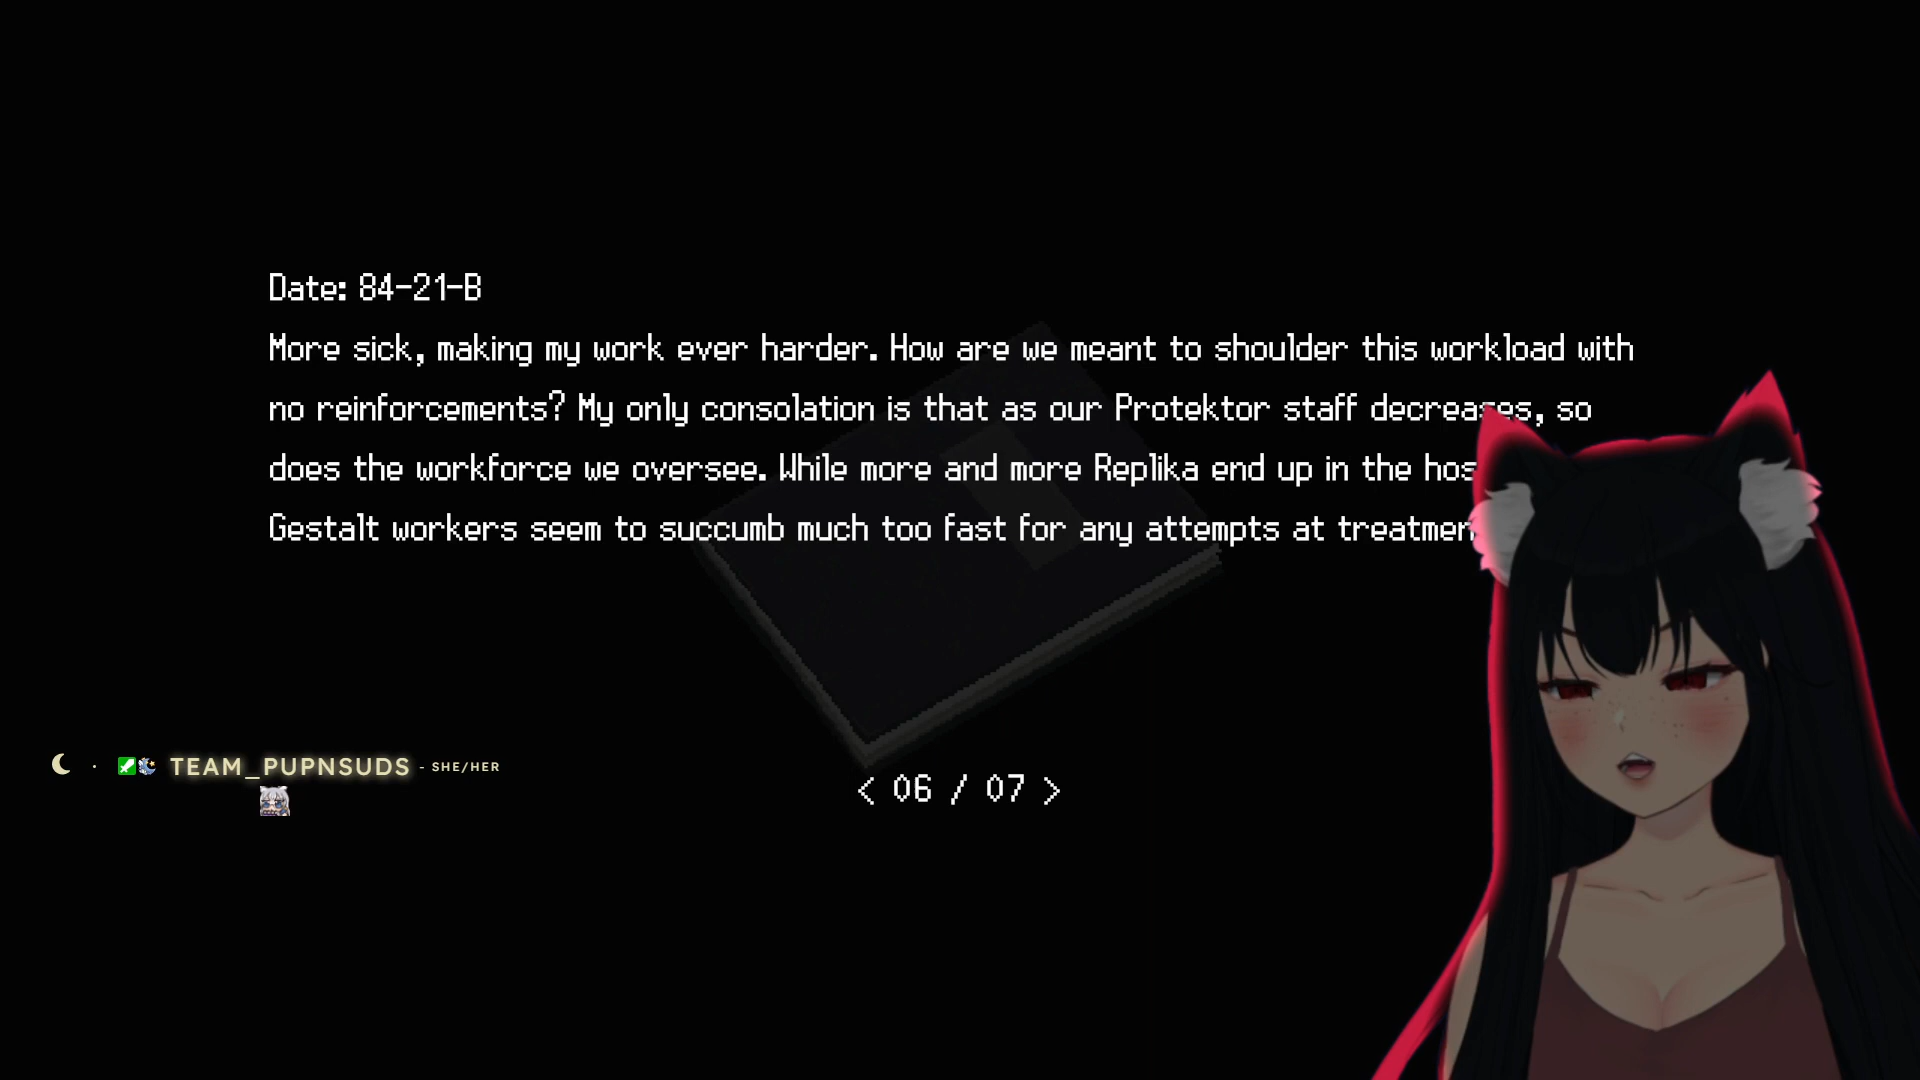 Date: 84-21-B
More sick, making my work ever harder. How are we meant to shoulder this workload with
no reinforcements? My only consolation is that as our Protektor staff decreases, so
does the workforce we oversee. While more and more Replika end up in the hos
Gestalt workers seem to succumb much too fast for any attempts at treatmen
TEAM_PUPNSUDS - SHE/HER
< 06 / 07 >